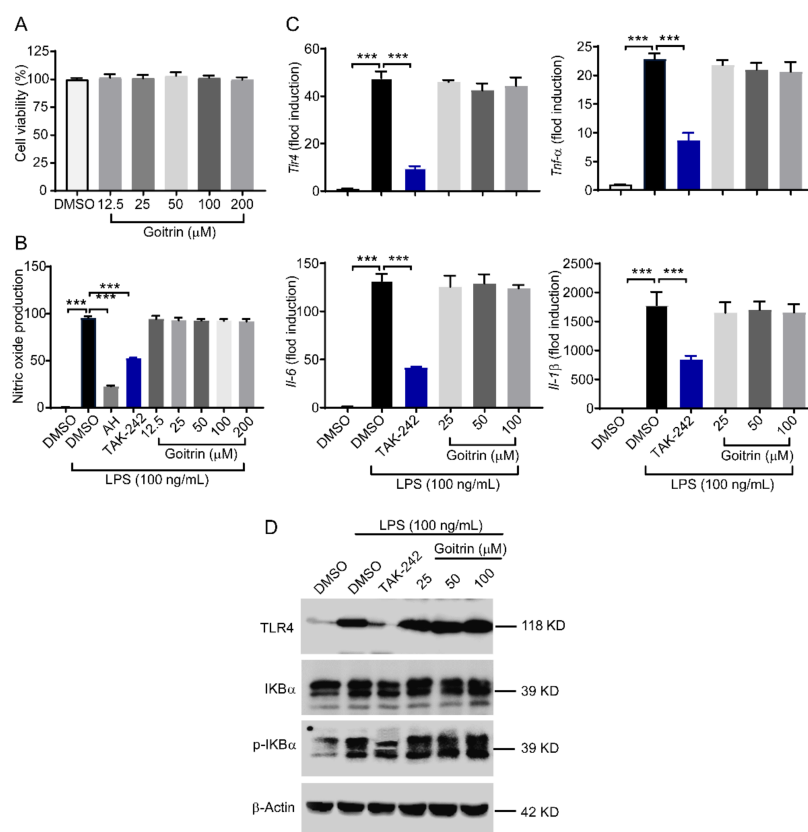 A
Cell viability (%)
125
100
75
50
25
0
DMSO 12.5 25 50 100 200
Goitrin (μM)
B
Nitric oxide production
150
100
50
0
*** *** ***
DMSO DMSO AH TAK-242 12.5 25 50 100 200
Goitrin (μM)
LPS (100 ng/mL)
C
Tlr4 (flod induction)
60
40
20
0
*** ***
Tnf-α (flod induction)
25
20
15
10
5
0
*** ***
Il-6 (flod induction)
150
100
50
0
*** ***
DMSO DMSO TAK-242 25 50 100
Goitrin (μM)
LPS (100 ng/mL)
Il-1β (flod induction)
2500
2000
1500
1000
500
0
*** ***
DMSO DMSO TAK-242 25 50 100
Goitrin (μM)
LPS (100 ng/mL)
D
LPS (100 ng/mL)
Goitrin (μM)
DMSO DMSO TAK-242 25 50 100
TLR4 118 KD
IKBα 39 KD
p-IKBα 39 KD
β-Actin 42 KD